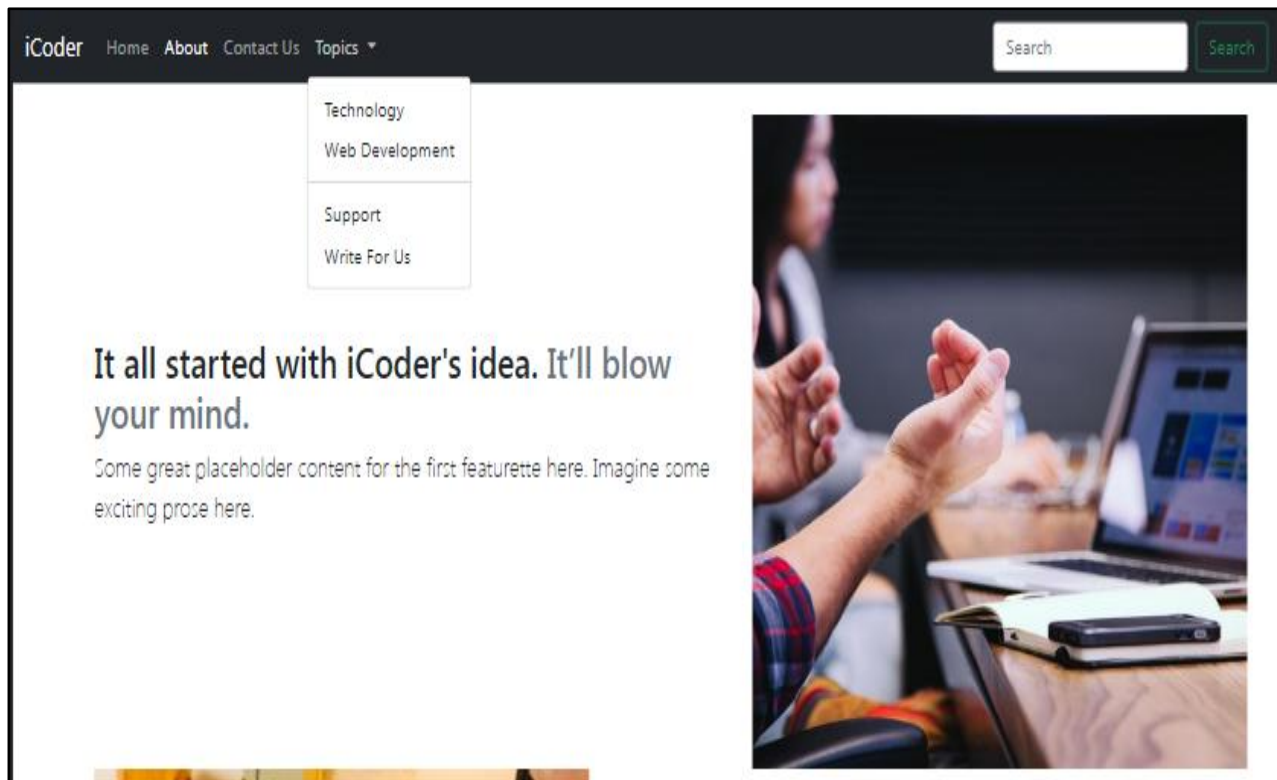 iCoder Home About Contact Us Topics Search Search
Technology
Web Development
Support
Write For Us
It all started with iCoder's idea. It’ll blow
your mind.
Some great placeholder content for the first featurette here. Imagine some
exciting prose here.